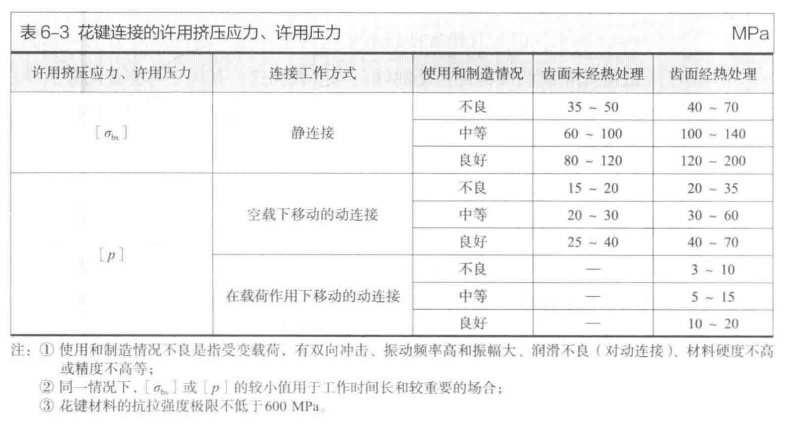 表6-3 花键连接的许用挤压应力、许用压力 MPa
许用挤压应力、许用压力 连接工作方式 使用和制造情况 齿面未经热处理 齿面经热处理
不良 35 ~ 50 40 ~ 70
[σbs] 静连接 中等 60 ~ 100 100 ~ 140
良好 80 ~ 120 120 ~ 200
不良 15 ~ 20 20 ~ 35
空载下移动的动连接 中等 20 ~ 30 30 ~ 60
良好 25 ~ 40 40 ~ 70
[p]
不良 — 3 ~ 10
在载荷作用下移动的动连接 中等 — 5 ~ 15
良好 — 10 ~ 20
注：① 使用和制造情况不良是指受变载荷，有双向冲击、振动频率高和振幅大、润滑不良（对动连接）、材料硬度不高
或精度不高等；
② 同一情况下，[σbs]或[p]的较小值用于工作时间长和较重要的场合；
③ 花键材料的抗拉强度极限不低于600 MPa。